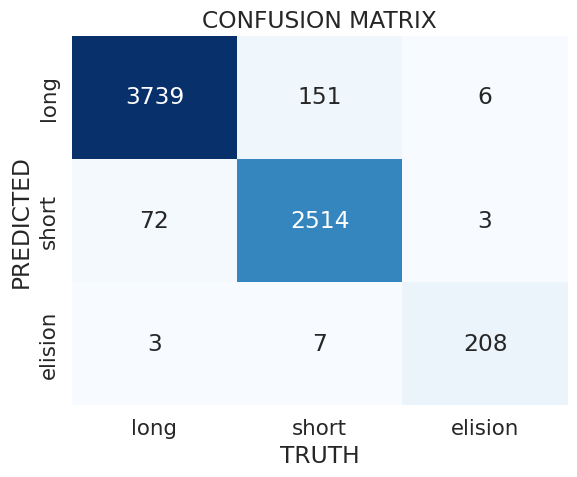 CONFUSION MATRIX
PREDICTED
long
3739 151 6
short
72 2514 3
elision
3 7 208
long short elision
TRUTH